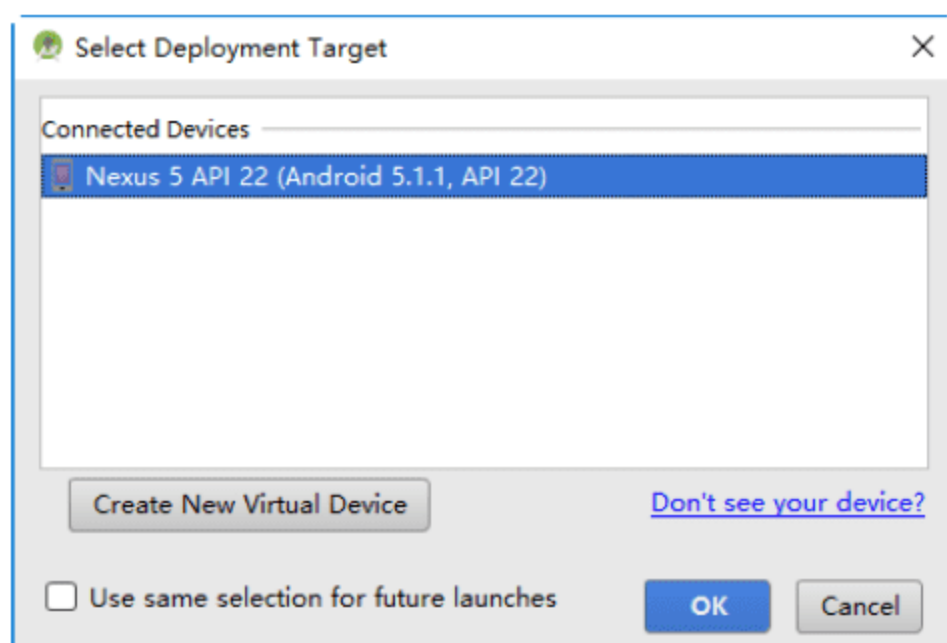 Select Deployment Target
Connected Devices
Nexus 5 API 22 (Android 5.1.1, API 22)
Create New Virtual Device
Don't see your device?
Use same selection for future launches
OK
Cancel